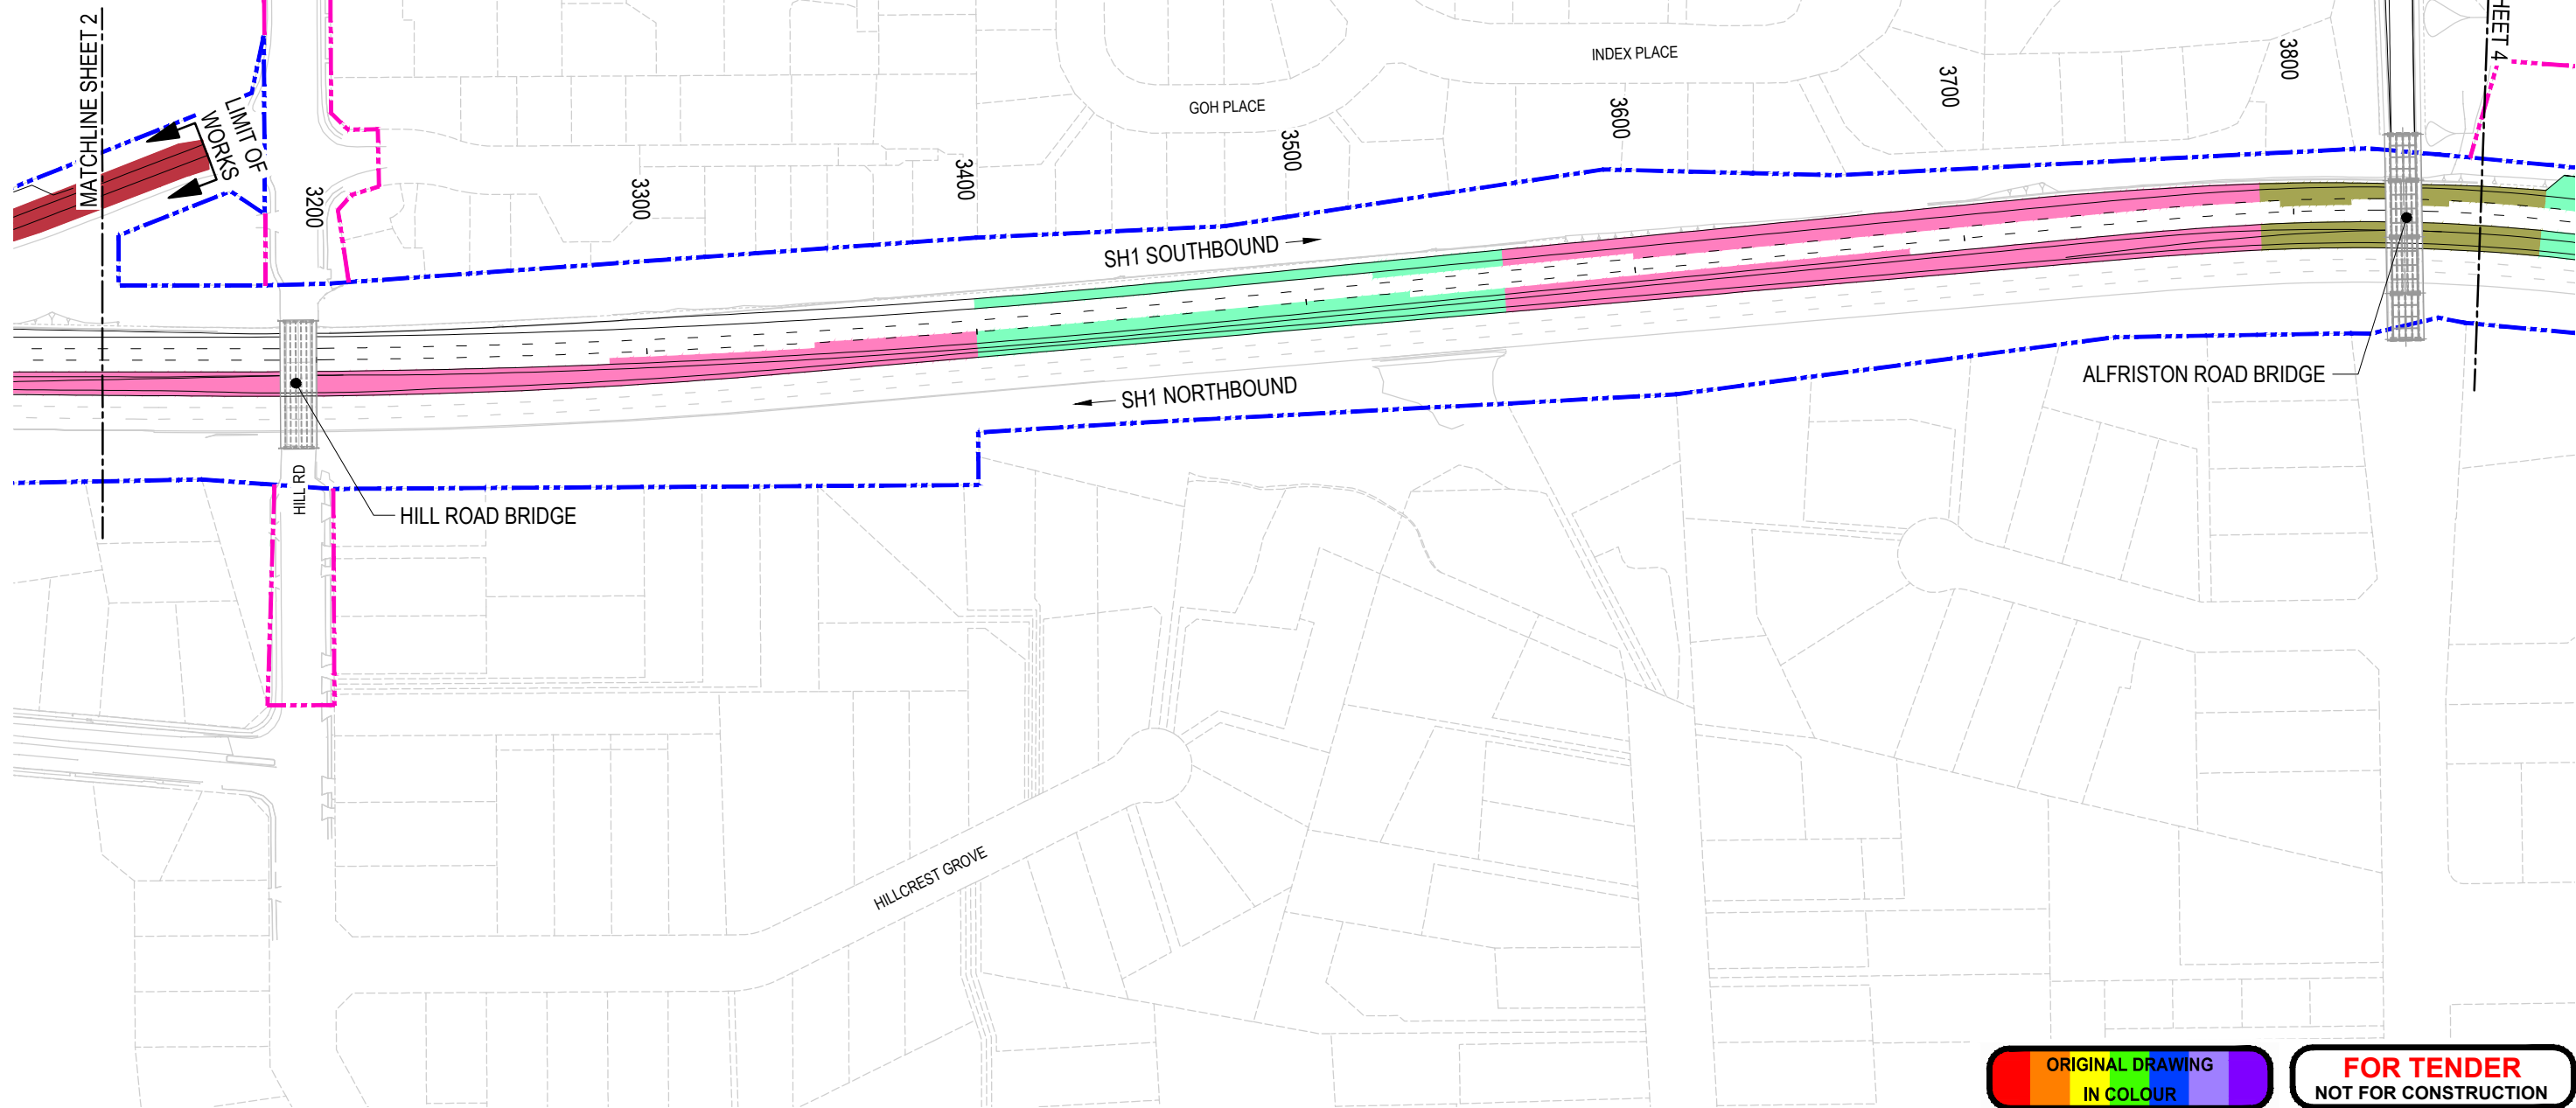 MATCHLINE SHEET 2
LIMIT OF
WORKS
3200
3300
3400
3500
3600
3700
3800
HEET 4
INDEX PLACE
GOH PLACE
SH1 SOUTHBOUND
SH1 NORTHBOUND
ALFRISTON ROAD BRIDGE
HILL RD
HILL ROAD BRIDGE
HILLCREST GROVE
ORIGINAL DRAWING
IN COLOUR
FOR TENDER
NOT FOR CONSTRUCTION